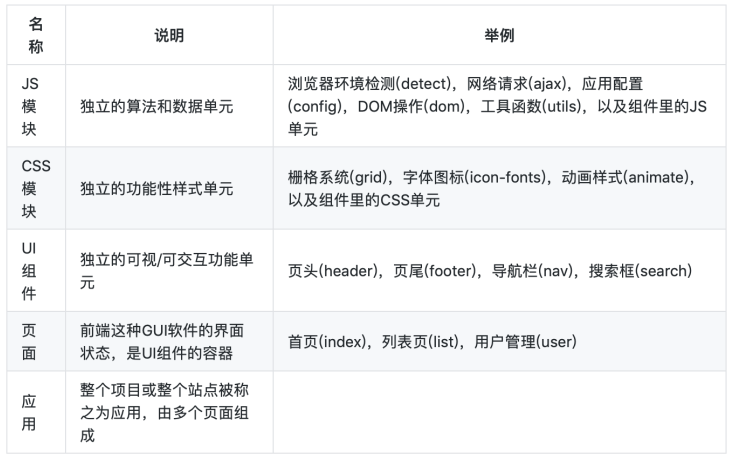 名
称
说明
举例
JS
模
块
独立的算法和数据单元
浏览器环境检测(detect)，网络请求(ajax)，应用配置
(config)，DOM操作(dom)，工具函数(utils)，以及组件里的JS
单元
CSS
模
块
独立的功能性样式单元
栅格系统(grid)，字体图标(icon-fonts)，动画样式(animate)，
以及组件里的CSS单元
UI
组
件
独立的可视/可交互功能单
元
页头(header)，页尾(footer)，导航栏(nav)，搜索框(search)
页
面
前端这种GUI软件的界面
状态，是UI组件的容器
首页(index)，列表页(list)，用户管理(user)
应
用
整个项目或整个站点被称
之为应用，由多个页面组
成